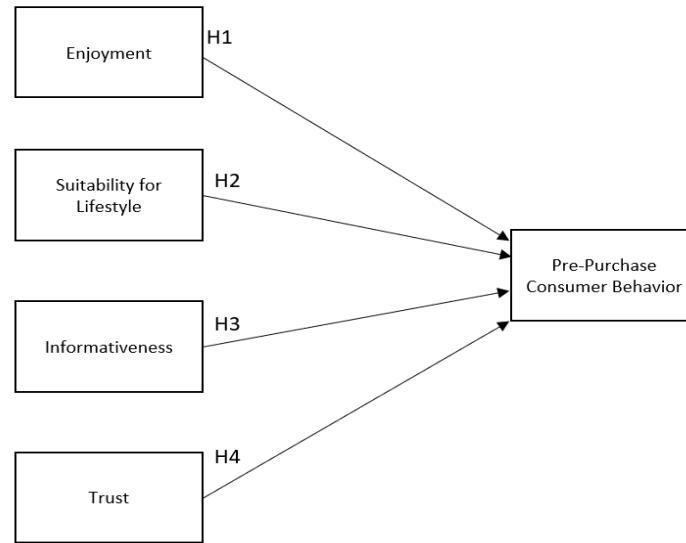 H1
Enjoyment
H2
Suitability for
Lifestyle
Pre-Purchase
Consumer Behavior
H3
Informativeness
H4
Trust